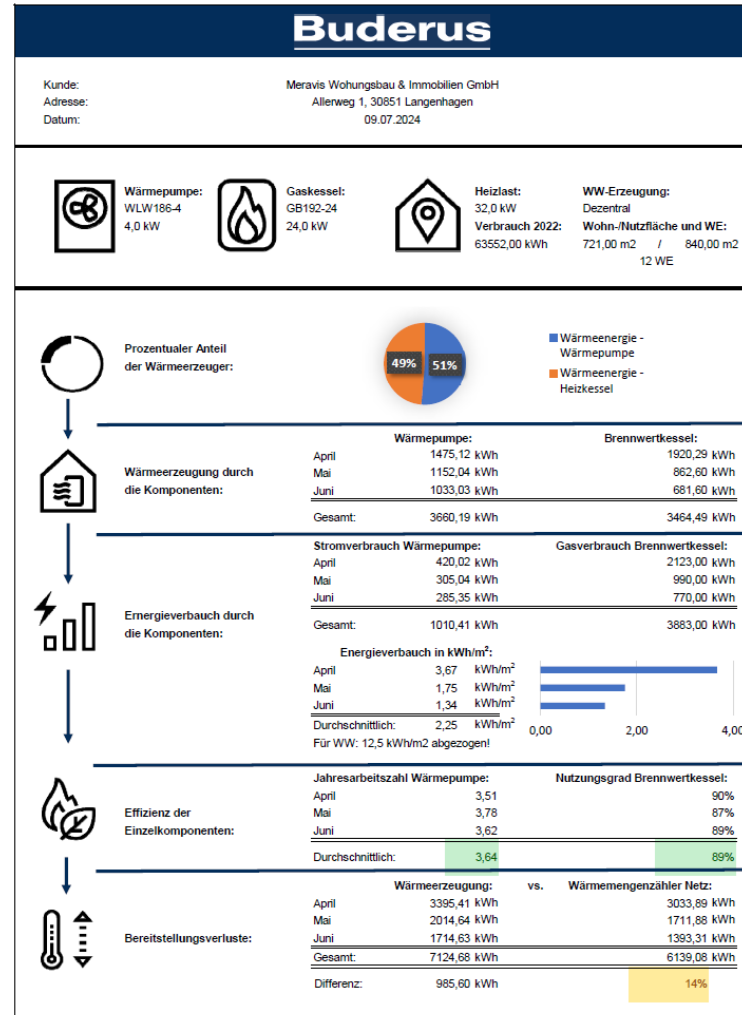 Buderus
Kunde: Meravis Wohungsbau & Immobilien GmbH
Adresse: Allerweg 1, 30851 Langenhagen
Datum: 09.07.2024
Wärmepumpe:
WLW186-4
4,0 kW
Gaskessel:
GB192-24
24,0 kW
Heizlast:
32,0 kW
Verbrauch 2022:
63552,00 kWh
WW-Erzeugung:
Dezentral
Wohn-/Nutzfläche und WE:
721,00 m2 / 840,00 m2
12 WE
Prozentualer Anteil
der Wärmeerzeuger:
49% 51%
Wärmeenergie -
Wärmepumpe
Wärmeenergie -
Heizkessel
Wärmeerzeugung durch
die Komponenten:
Wärmepumpe: Brennwertkessel:
April 1475,12 kWh 1920,29 kWh
Mai 1152,04 kWh 862,60 kWh
Juni 1033,03 kWh 681,60 kWh
Gesamt: 3660,19 kWh 3464,49 kWh
Ernergieverbauch durch
die Komponenten:
Stromverbrauch Wärmepumpe: Gasverbrauch Brennwertkessel:
April 420,02 kWh 2123,00 kWh
Mai 305,04 kWh 990,00 kWh
Juni 285,35 kWh 770,00 kWh
Gesamt: 1010,41 kWh 3883,00 kWh
Energieverbauch in kWh/m²:
April 3,67 kWh/m²
Mai 1,75 kWh/m²
Juni 1,34 kWh/m²
Durchschnittlich: 2,25 kWh/m²
0,00 2,00 4,00
Für WW: 12,5 kWh/m2 abgezogen!
Effizienz der
Einzelkomponenten:
Jahresarbeitszahl Wärmepumpe: Nutzungsgrad Brennwertkessel:
April 3,51 90%
Mai 3,78 87%
Juni 3,62 89%
Durchschnittlich: 3,64 89%
Bereitstellungsverluste:
Wärmeerzeugung: vs. Wärmemengenzähler Netz:
April 3395,41 kWh 3033,89 kWh
Mai 2014,64 kWh 1711,88 kWh
Juni 1714,63 kWh 1393,31 kWh
Gesamt: 7124,68 kWh 6139,08 kWh
Differenz: 985,60 kWh 14%